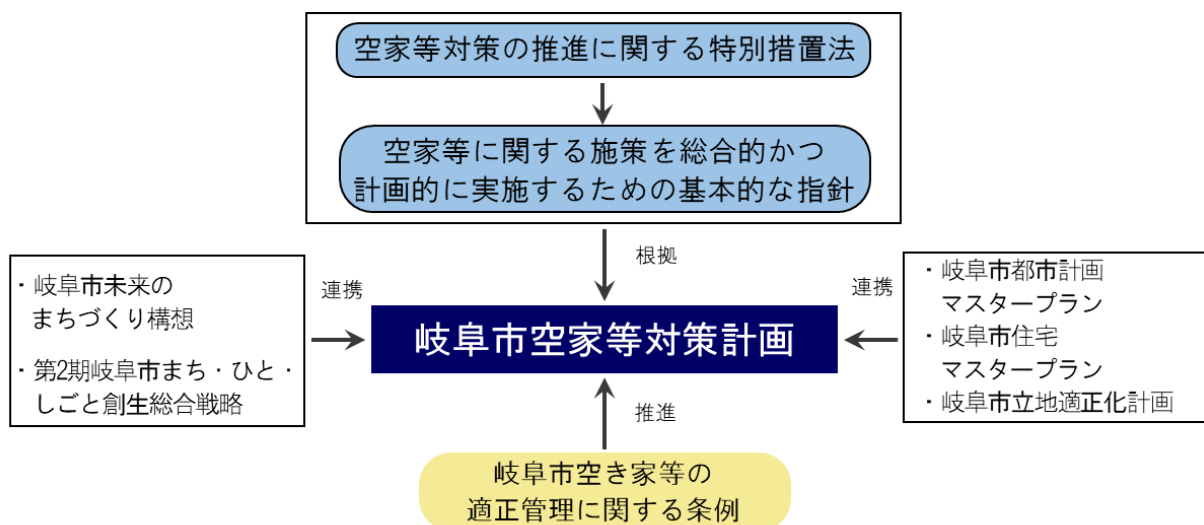 空家等対策の推進に関する特別措置法
空家等に関する施策を総合的かつ
計画的に実施するための基本的な指針
根拠
・岐阜市未来の
まちづくり構想
・第2期岐阜市まち・ひと・
しごと創生総合戦略
連携
岐阜市空家等対策計画
連携
・岐阜市都市計画
マスタープラン
・岐阜市住宅
マスタープラン
・岐阜市立地適正化計画
推進
岐阜市空き家等の
適正管理に関する条例